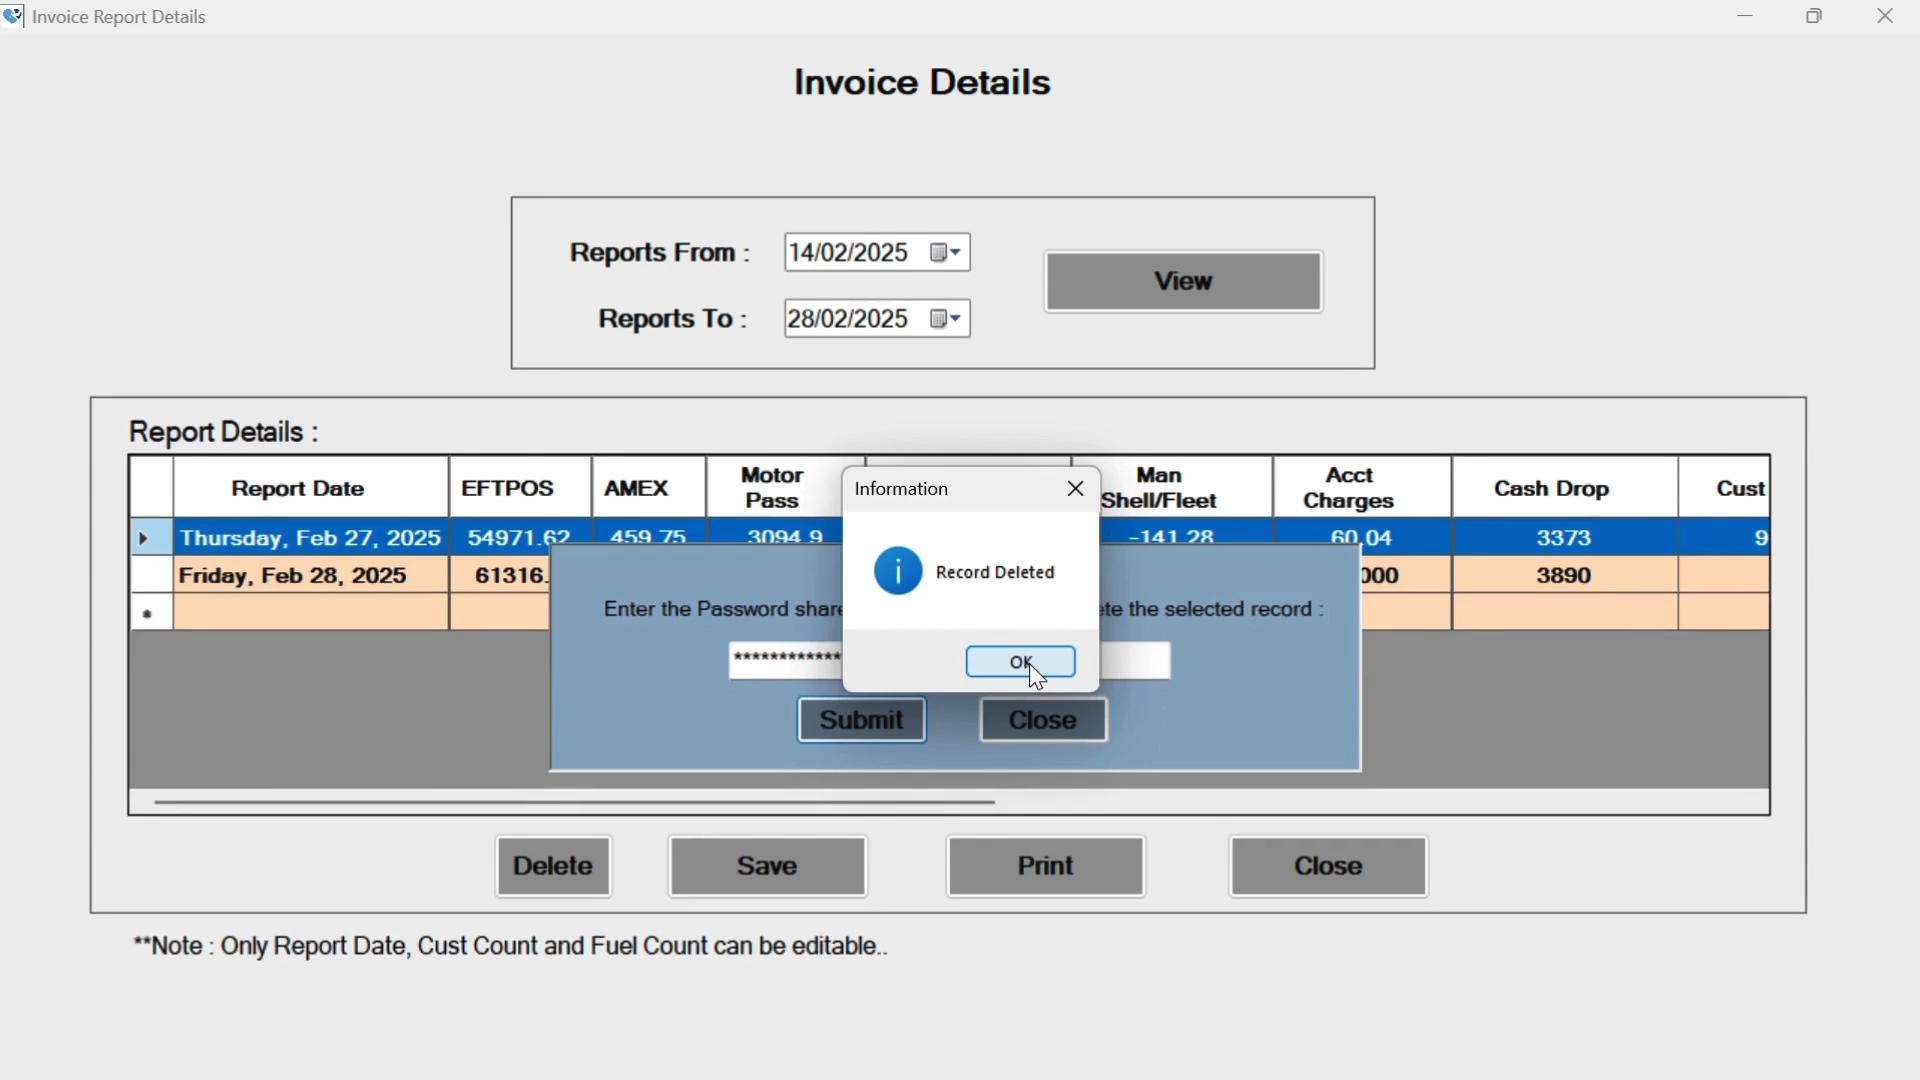 Invoice Report Details
Invoice Details
Reports From : 14/02/2025
View
Reports To : 28/02/2025
Report Details :
Report Date EFTPOS AMEX Motor Pass Man Shell/Fleet Acct Charges Cash Drop Cust
Thursday, Feb 27, 2025 54971.62 459.75 3094.9 -141.28 60.04 3373 9
Friday, Feb 28, 2025 61316. 000 3890
*
Information
Record Deleted
OK
Enter the Password share ete the selected record :
************
Submit Close
Delete Save Print Close
**Note : Only Report Date, Cust Count and Fuel Count can be editable..